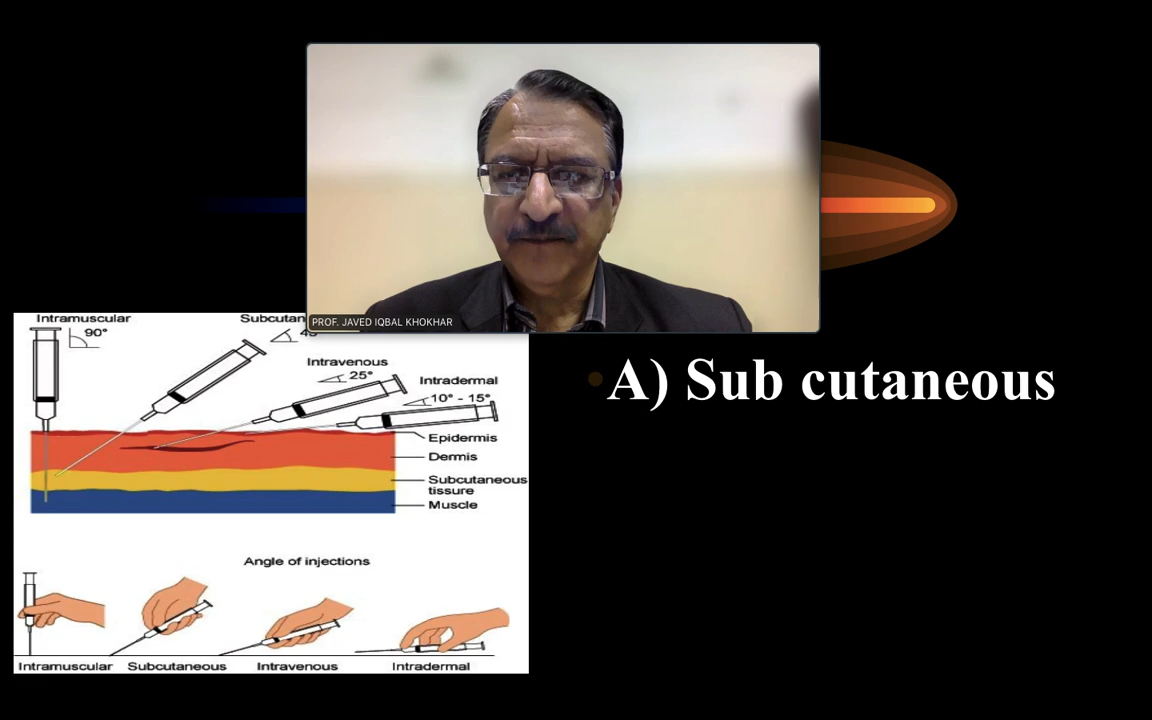 PROF. JAVED IQBAL KHOKHAR
Intramuscular
90°
Intravenous
25°
Intradermal
10° - 15°
Epidermis
Dermis
Subcutaneous
tissure
Muscle
Angle of injections
Intramuscular
Subcutaneous
Intravenous
Intradermal
•A) Sub cutaneous